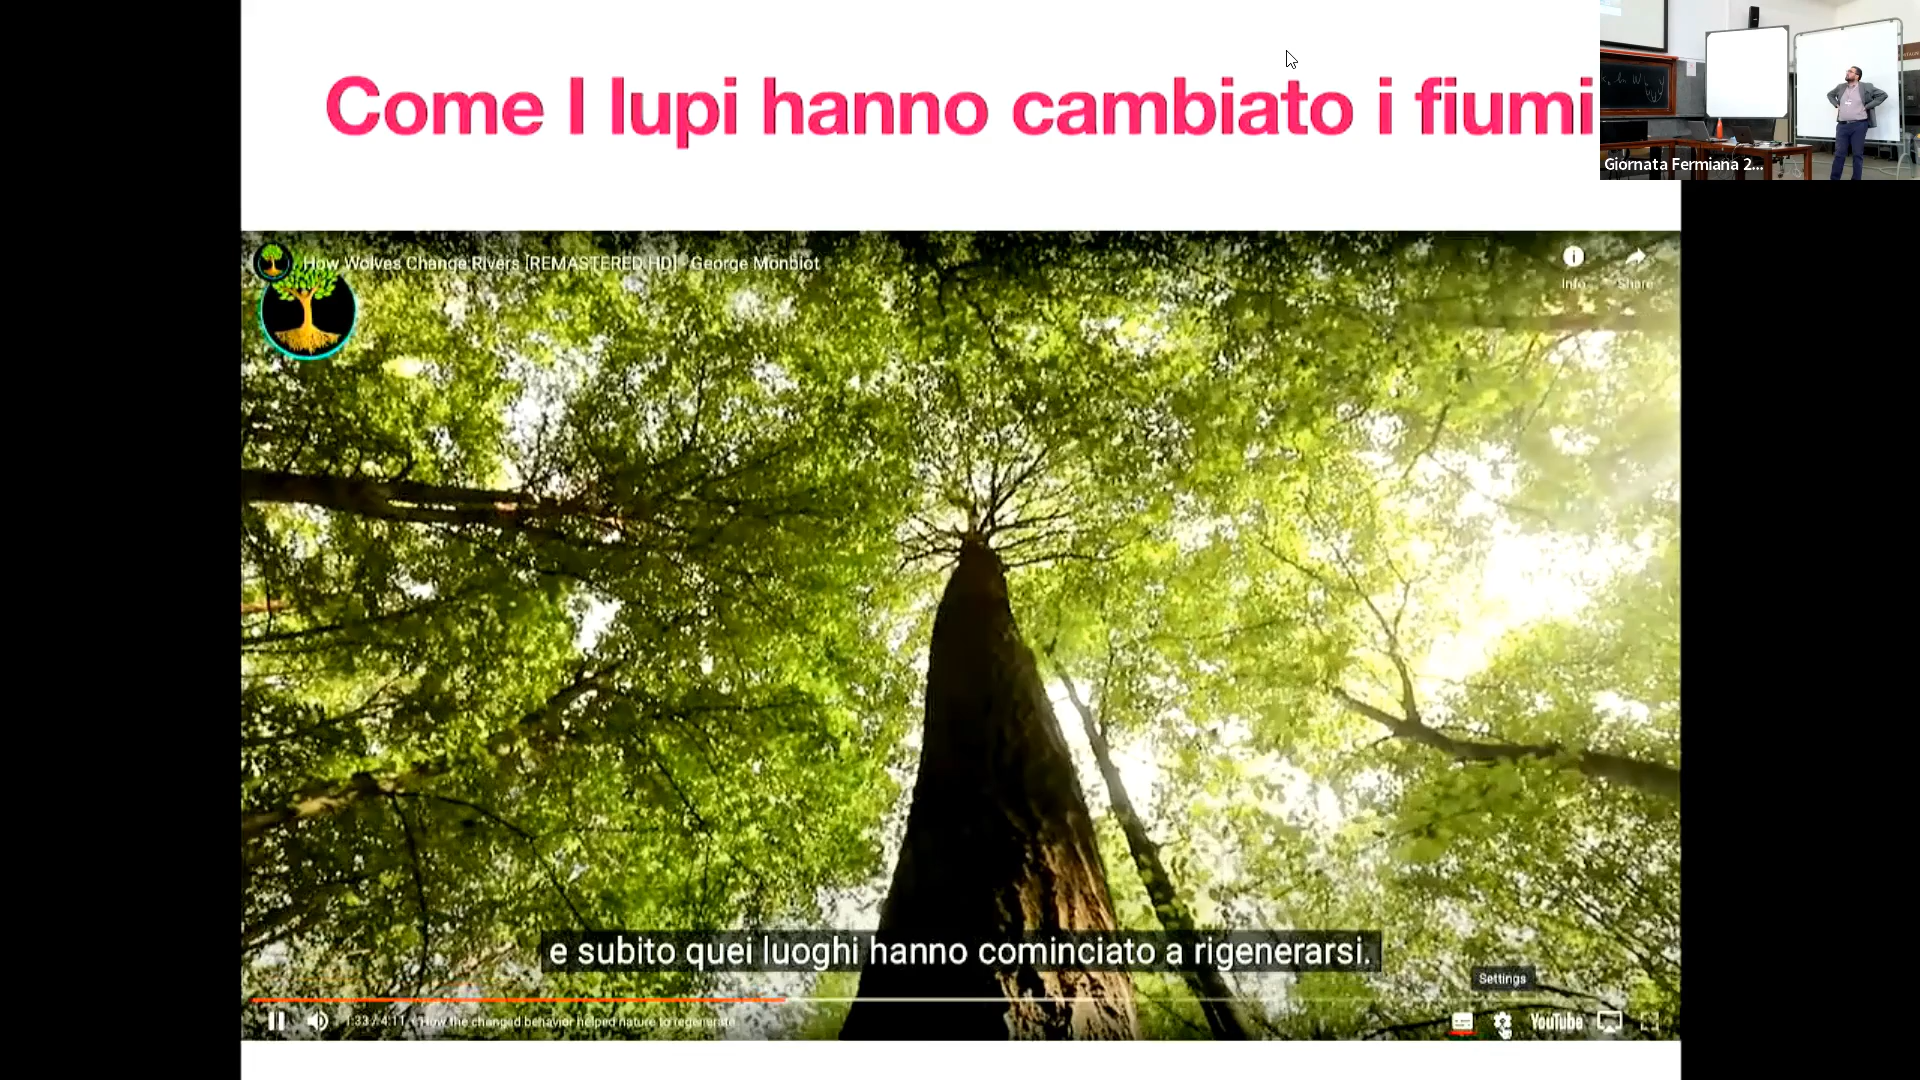 Come I lupi hanno cambiato i fiumi
Giornata Fermiana 2...
How Wolves Change Rivers [REMASTERED HD] - George Monbiot
Info
Share
e subito quei luoghi hanno cominciato a rigenerarsi.
Settings
1:33 / 4:11 • How the changed behavior helped nature to regenerate
YouTube